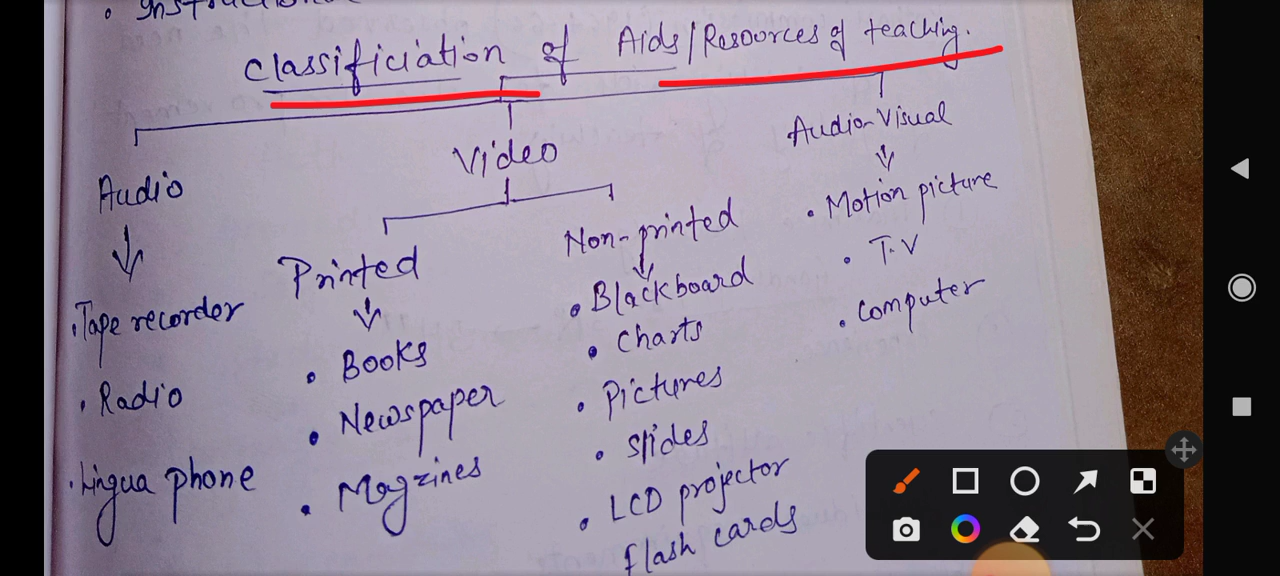 Classificiation of Aids/Resources of teaching.
Audio
Tape recorder
Radio
Lingua phone
Video
Printed
Books
Newspaper
Magzines
Non-printed
Blackboard
Charts
Pictures
Slides
LCD projector
flash cards
Audio-Visual
Motion picture
T.V
Computer